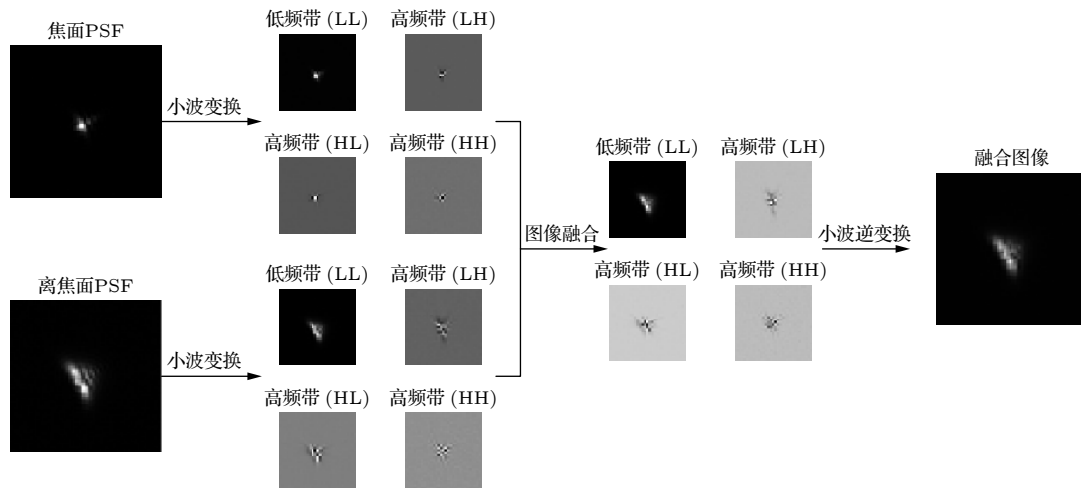 焦面PSF
小波变换
低频带 (LL)
高频带 (LH)
高频带 (HL)
高频带 (HH)
离焦面PSF
小波变换
低频带 (LL)
高频带 (LH)
高频带 (HL)
高频带 (HH)
图像融合
低频带 (LL)
高频带 (LH)
高频带 (HL)
高频带 (HH)
小波逆变换
融合图像